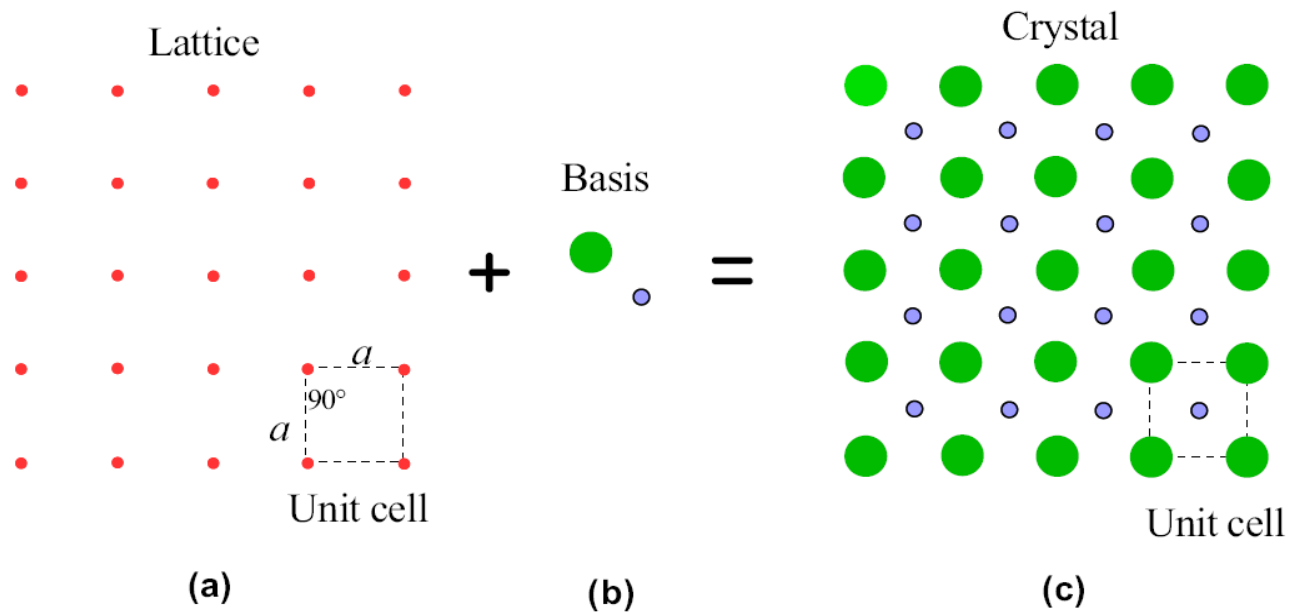 Lattice
Basis
Crystal
+
=
a
90°
a
Unit cell
Unit cell
(a)
(b)
(c)